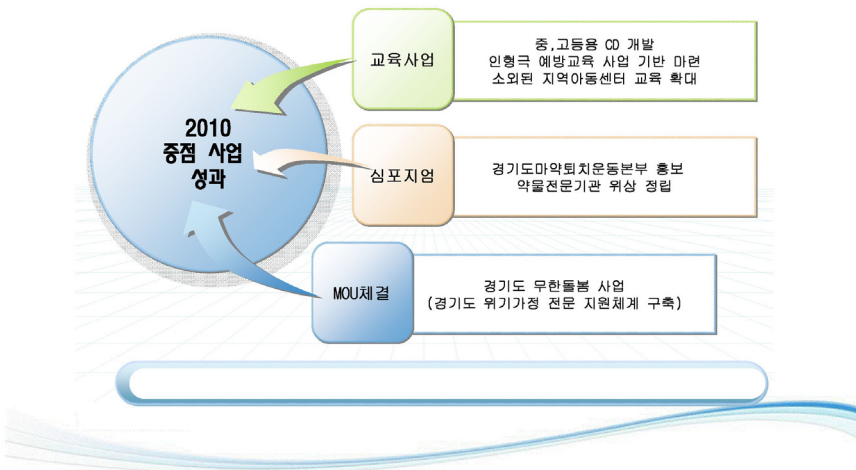 2010
중점 사업
성과
교육사업
중,고등용 CD 개발
인형극 예방교육 사업 기반 마련
소외된 지역아동센터 교육 확대
심포지엄
경기도마약퇴치운동본부 홍보
약물전문기관 위상 정립
MOU체결
경기도 무한돌봄 사업
(경기도 위기가정 전문 지원체계 구축)